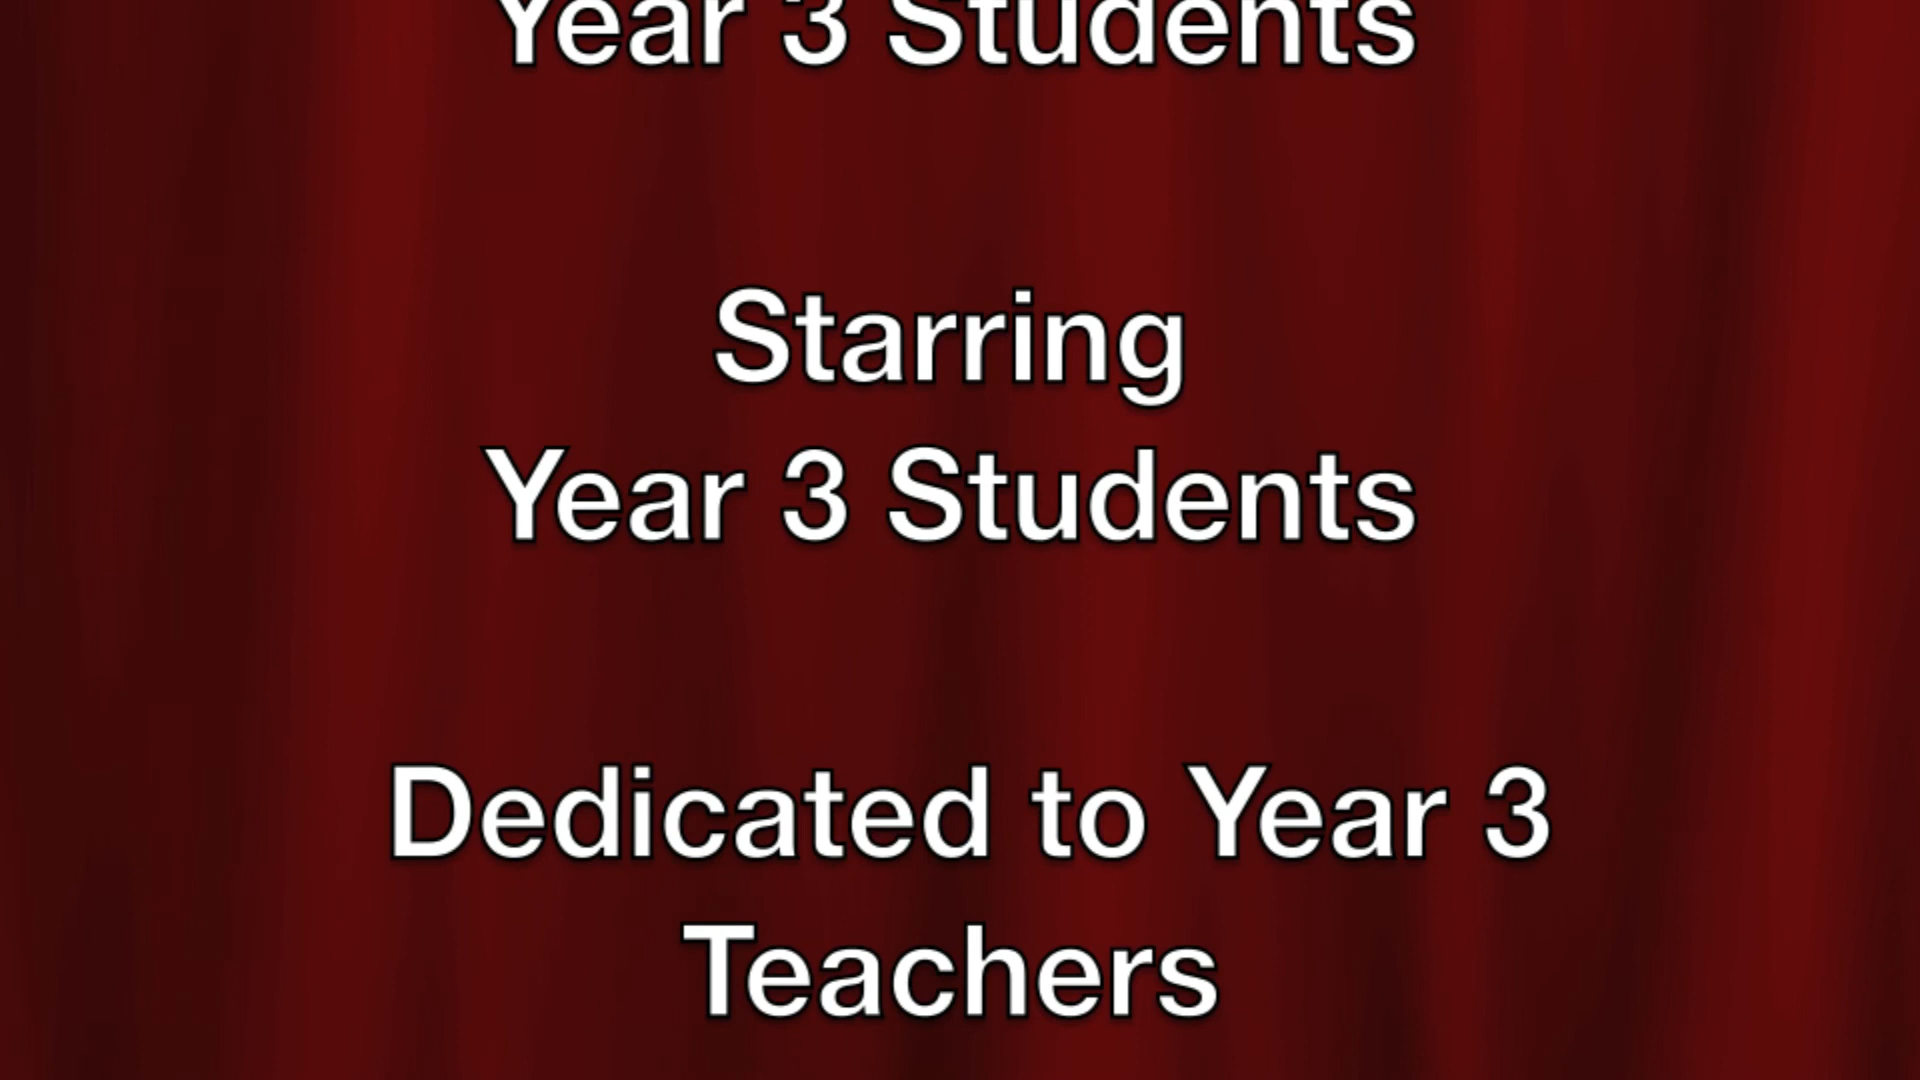 Year 3 Students
Starring
Year 3 Students
Dedicated to Year 3
Teachers